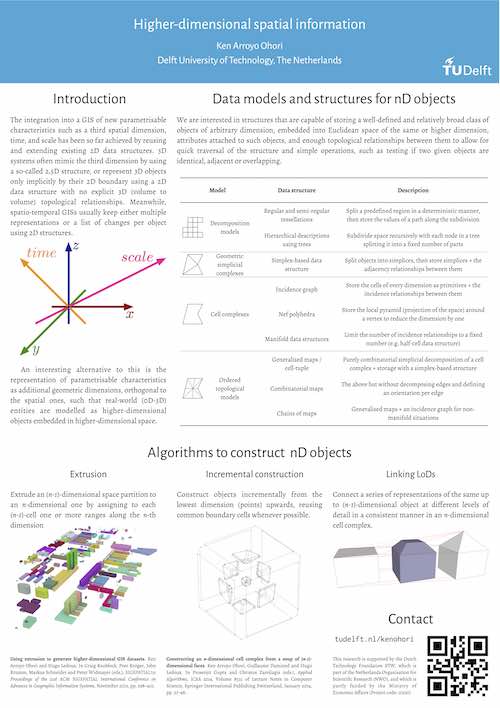 Higher-dimensional spatial information
Ken Arroyo Ohori
Delft University of Technology, The Netherlands
TUDelft
Introduction
The integration into a GIS of new parametrisable
characteristics such as a third spatial dimension,
time, and scale has been so far achieved by reusing
and extending existing 2D data structures. 3D
systems often mimic the third dimension by using
a so-called 2.5D structure, or represent 3D objects
only implicitly by their 2D boundary using a 2D
data structure with no explicit 3D (volume to
volume) topological relationships. Meanwhile,
spatio-temporal GISs usually keep either multiple
representations or a list of changes per object
using 2D structures.
time
z
scale
x
y
An interesting alternative to this is the
representation of parametrisable characteristics
as additional geometric dimensions, orthogonal to
the spatial ones, such that real-world (0D-3D)
entities are modelled as higher-dimensional
objects embedded in higher-dimensional space.
Data models and structures for nD objects
We are interested in structures that are capable of storing a well-defined and relatively broad class
of objects of arbitrary dimension, embedded into Euclidean space of the same or higher dimension,
attributes attached to such objects, and enough topological relationships between them to allow for
quick traversal of the structure and simple operations, such as testing if two given objects are
identical, adjacent or overlapping.
Model Data structure Description
Decomposition
models
Regular and semi-regular
tessellations
Split a predefined region in a deterministic manner,
then store the values of a path along the subdivision
Hierarchical descriptions
using trees
Subdivide space recursively with each node in a tree
splitting it into a fixed number of parts
Geometric
simplicial
complexes
Simplex-based data
structure
Split objects into simplices, then store simplices + the
adjacency relationships between them
Cell complexes
Incidence graph
Store the cells of every dimension as primitives + the
incidence relationships between them
Nef polyhedra
Store the local pyramid (projection of the space) around
a vertex to reduce the dimension by one
Manifold data structures
Limit the number of incidence relationships to a fixed
number (e.g. half-cell data structure)
Ordered
topological
models
Generalised maps /
cell-tuple
Purely combinatorial simplicial decomposition of a cell
complex + storage with a simplex-based structure
Combinatorial maps
The above but without decomposing edges and defining
an orientation per edge
Chains of maps
Generalised maps + an incidence graph for non-
manifold situations
Algorithms to construct nD objects
Extrusion
Extrude an (n-1)-dimensional space partition to
an n-dimensional one by assigning to each
(n-1)-cell one or more ranges along the n-th
dimension
Using extrusion to generate higher-dimensional GIS datasets. Ken
Arroyo Ohori and Hugo Ledoux. In Craig Knoblock, Peer Kröger, John
Krumm, Markus Schneider and Peter Widmayer (eds.), SIGSPATIAL'13:
Proceedings of the 21st ACM SIGSPATIAL International Conference on
Advances in Geographic Information Systems, November 2013,
Incremental construction
Construct objects incrementally from the
lowest dimension (points) upwards, reusing
common boundary cells whenever possible.
Constructing an n-dimensional cell complex from a soup of (n-1)-
dimensional faces. Ken Arroyo Ohori, Guillaume Damiand and Hugo
Ledoux. In Prosenjit Gupta and Christos Zaroliagis (eds.), Applied
Algorithms. ICAA 2014, Volume 8321 of Lecture Notes in Computer
Science, Springer International Publishing Switzerland, January 2014,
Linking LoDs
Connect a series of representations of the same up
to (n-1)-dimensional object at different levels of
detail in a consistent manner in an n-dimensional
cell complex.
Contact
tudelft.nl/kenohori
This research is supported by the Dutch
Technology Foundation STW, which is
part of the Netherlands Organisation for
Scientific Research (NWO), and which is
partly funded by the Ministry of
Economic Affairs